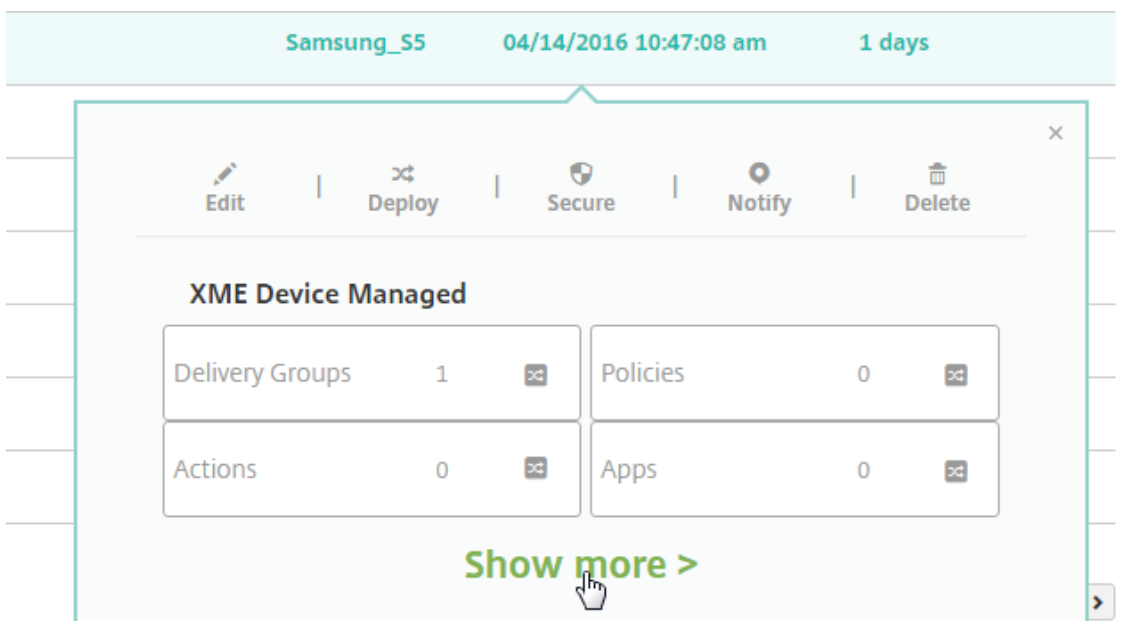 Samsung_S5 04/14/2016 10:47:08 am 1 days
×
Edit | Deploy | Secure | Notify | Delete
XME Device Managed
Delivery Groups 1 Policies 0
Actions 0 Apps 0
Show more >
>